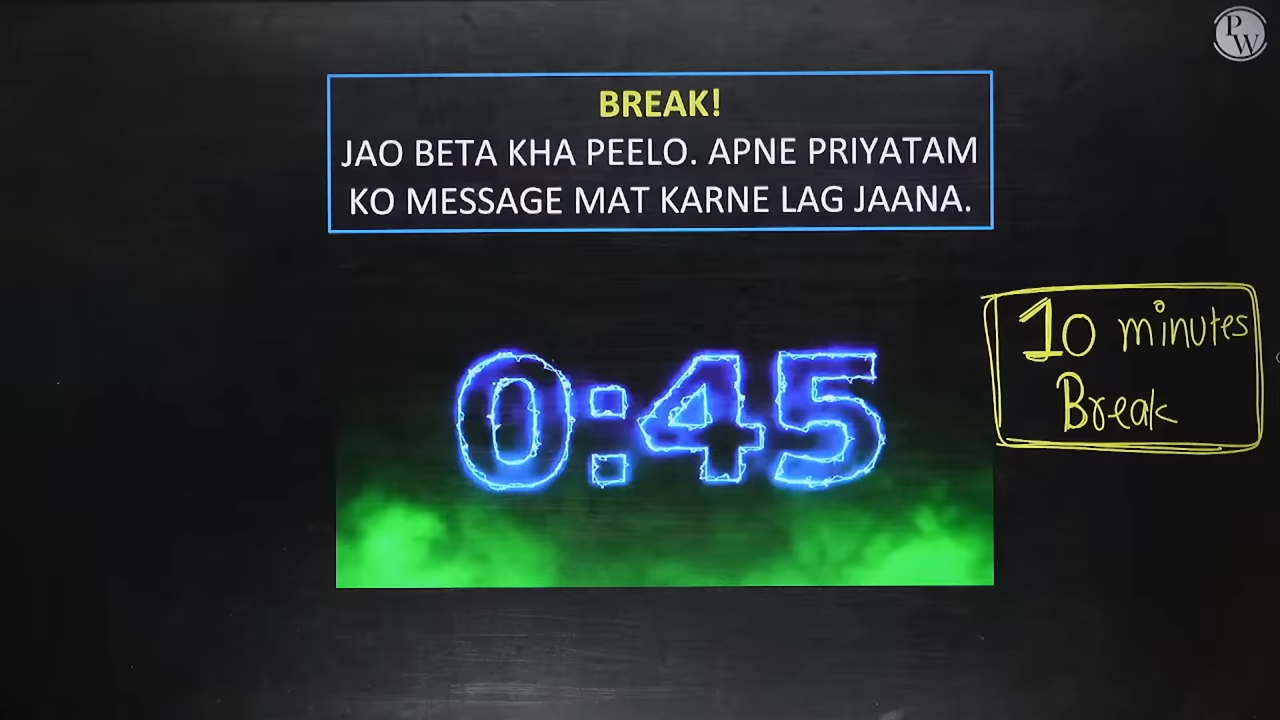 PW
BREAK!
JAO BETA KHA PEELO. APNE PRIYATAM
KO MESSAGE MAT KARNE LAG JAANA.
10 minutes
Break
0:45